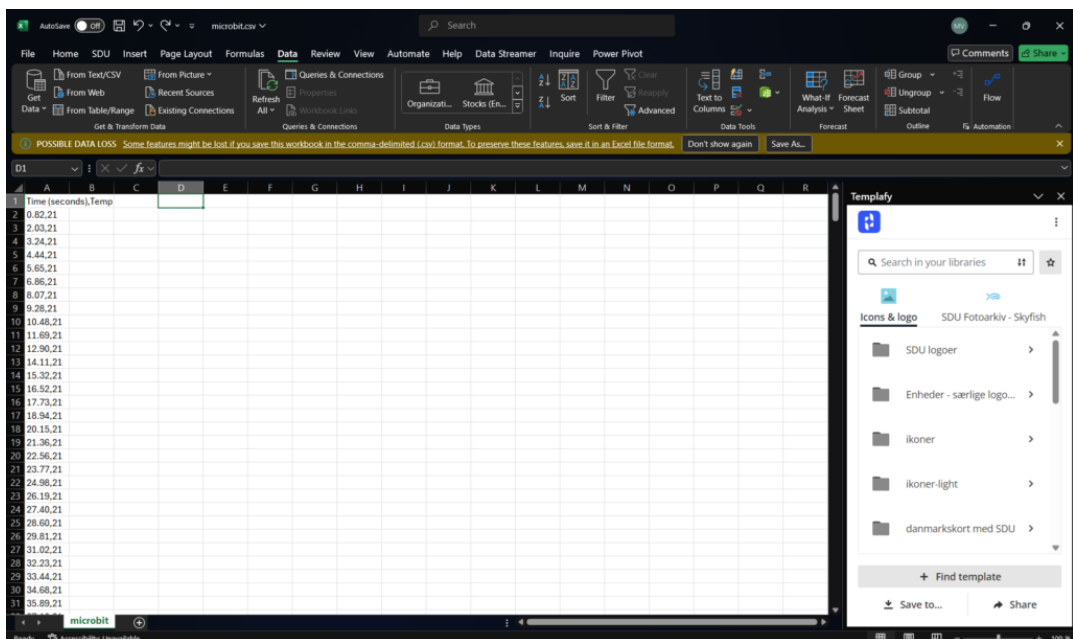 AutoSave Off microbit.csv Search MV
File Home SDU Insert Page Layout Formulas Data Review View Automate Help Data Streamer Inquire Power Pivot Comments Share
Get Data From Text/CSV From Picture Refresh All Queries & Connections Organizati... Stocks (En... Sort Filter Clear Text to Columns What-If Analysis Forecast Sheet Group Flow
From Web Recent Sources Properties Reapply Ungroup
From Table/Range Existing Connections Workbook Links Advanced Subtotal
Get & Transform Data Queries & Connections Data Types Sort & Filter Data Tools Forecast Outline Automation
POSSIBLE DATA LOSS Some features might be lost if you save this workbook in the comma-delimited (.csv) format. To preserve these features, save it in an Excel file format. Don't show again Save As...
D1 fx
A B C D E F G H I J K L M N O P Q R
1 Time (seconds),Temp
2 0.82,21
3 2.03,21
4 3.24,21
5 4.44,21
6 5.65,21
7 6.86,21
8 8.07,21
9 9.28,21
10 10.48,21
11 11.69,21
12 12.90,21
13 14.11,21
14 15.32,21
15 16.52,21
16 17.73,21
17 18.94,21
18 20.15,21
19 21.36,21
20 22.56,21
21 23.77,21
22 24.98,21
23 26.19,21
24 27.40,21
25 28.60,21
26 29.81,21
27 31.02,21
28 32.23,21
29 33.44,21
30 34.68,21
31 35.89,21
Templafy
Search in your libraries
Icons & logo SDU Fotoarkiv - Skyfish
SDU logoer
Enheder - særlige logo...
ikoner
ikoner-light
danmarkskort med SDU
+ Find template
Save to... Share
microbit
Ready Accessibility: Unavailable 100 %